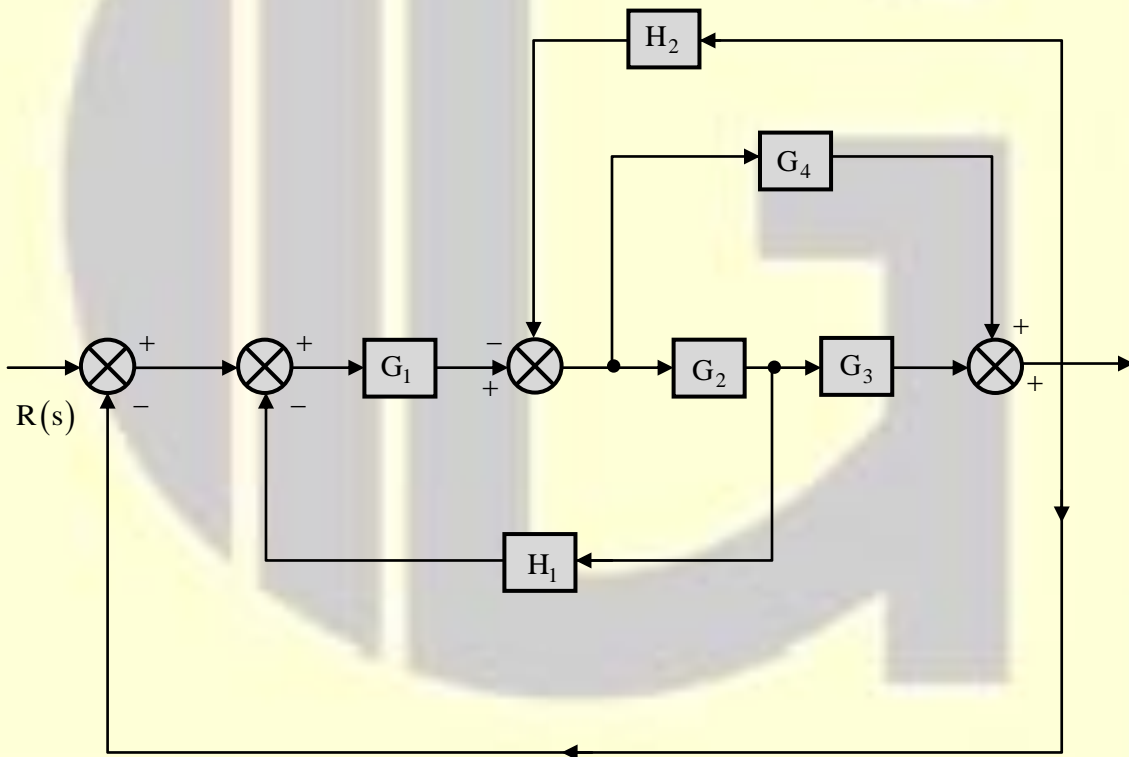 H₂
G₄
+ + − +
G₁ G₂ G₃
− − + +
R(s)
H₁